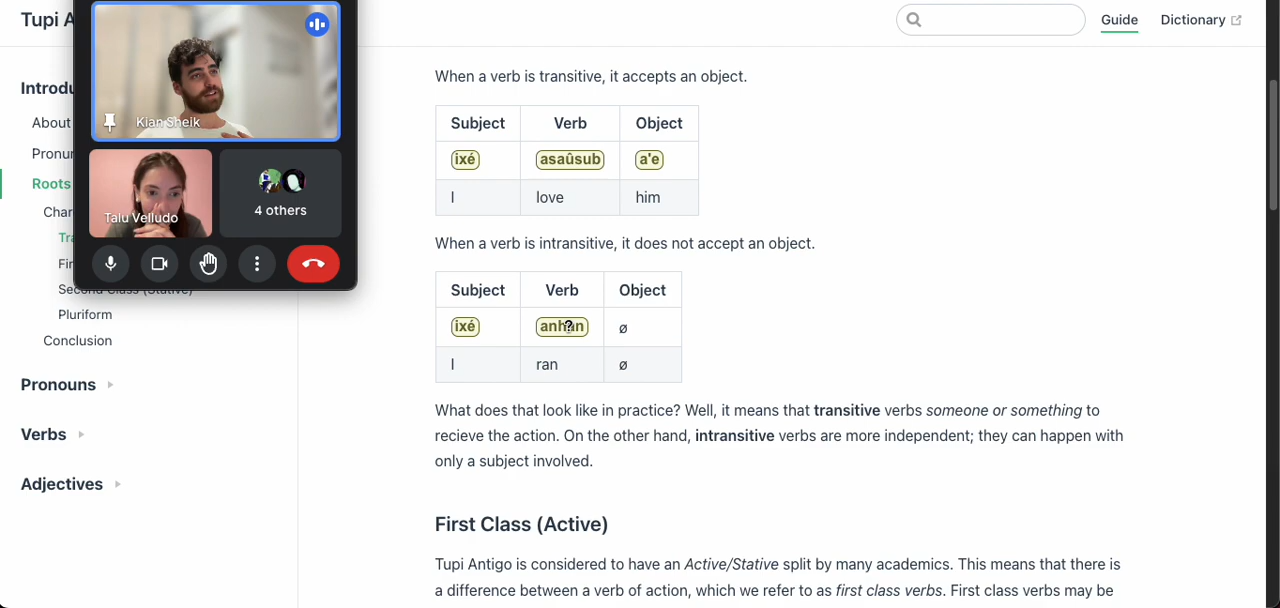 Tupi A
Guide
Dictionary
Kian Sheik
Talu Velludo
4 others
Introdu
About
Pronun
Roots
Char
Tra
Fir
Second Class (Stative)
Pluriform
Conclusion
Pronouns
Verbs
Adjectives
When a verb is transitive, it accepts an object.
Subject Verb Object
ixé asaûsub a'e
I love him
When a verb is intransitive, it does not accept an object.
Subject Verb Object
ixé ø
I ran ø
What does that look like in practice? Well, it means that transitive verbs someone or something to
recieve the action. On the other hand, intransitive verbs are more independent; they can happen with
only a subject involved.
First Class (Active)
Tupi Antigo is considered to have an Active/Stative split by many academics. This means that there is
a difference between a verb of action, which we refer to as first class verbs. First class verbs may be